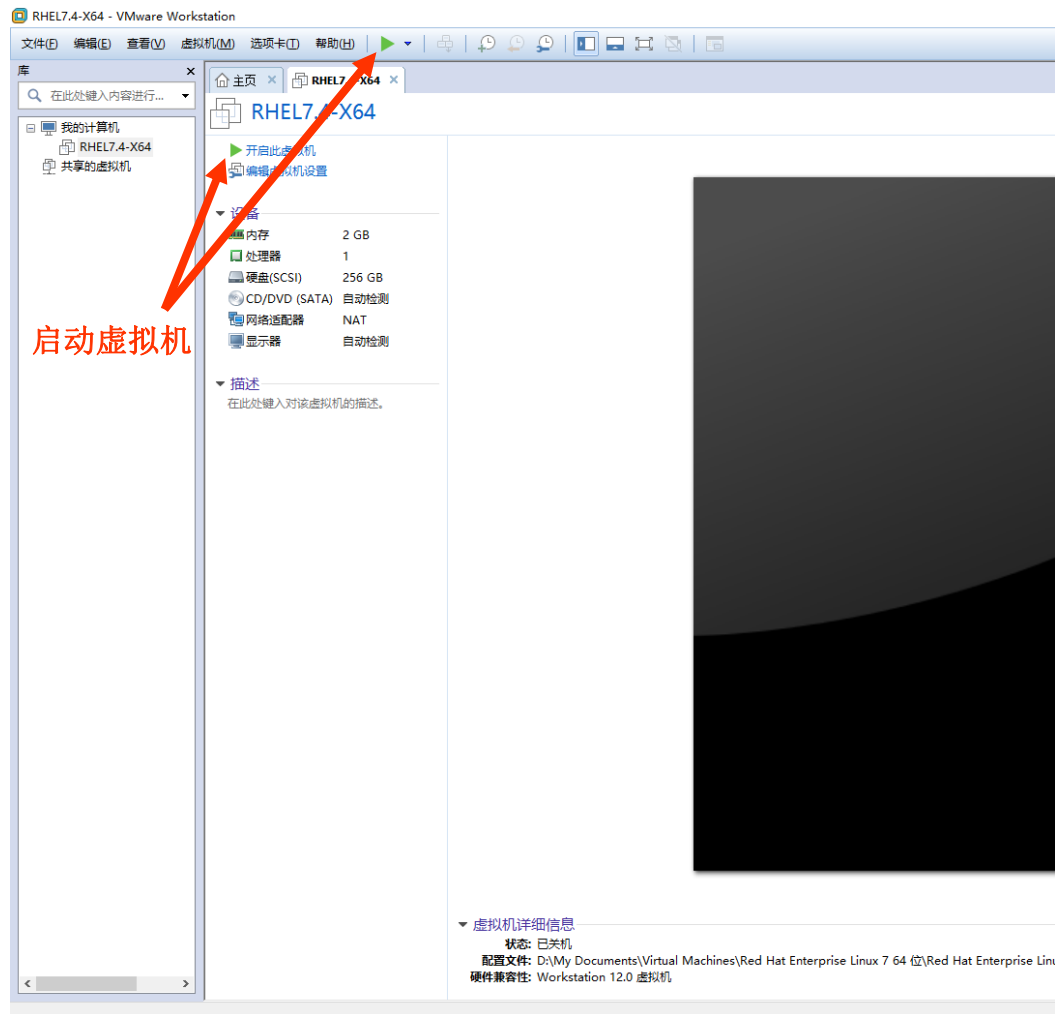 RHEL7.4-X64 - VMware Workstation
文件(F) 编辑(E) 查看(V) 虚拟机(M) 选项卡(T) 帮助(H)
库
在此处键入内容进行...
我的计算机
RHEL7.4-X64
共享的虚拟机
主页 RHEL7.4-X64
RHEL7.4-X64
开启此虚拟机
编辑虚拟机设置
设备
内存 2 GB
处理器 1
硬盘(SCSI) 256 GB
CD/DVD (SATA) 自动检测
网络适配器 NAT
显示器 自动检测
启动虚拟机
描述
在此处键入对该虚拟机的描述。
虚拟机详细信息
状态: 已关机
配置文件: D:\My Documents\Virtual Machines\Red Hat Enterprise Linux 7 64 位\Red Hat Enterprise Linu
硬件兼容性: Workstation 12.0 虚拟机